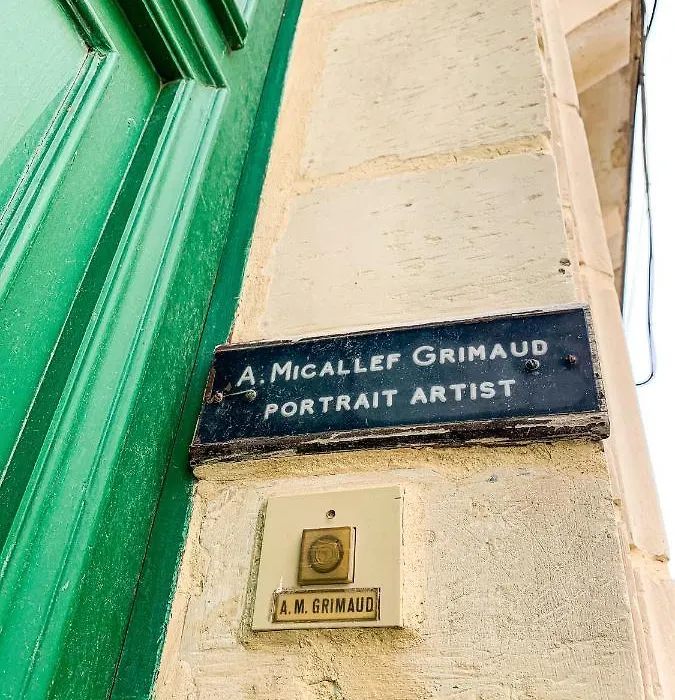 A. MICALLEF GRIMAUD
PORTRAIT ARTIST
A. M. GRIMAUD